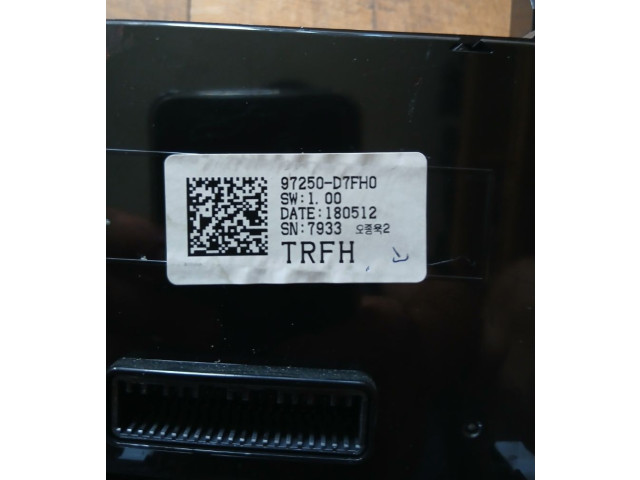 97250-D7FH0
SW:1.00
DATE:180512
SN:7933 오종욱2
TRFH